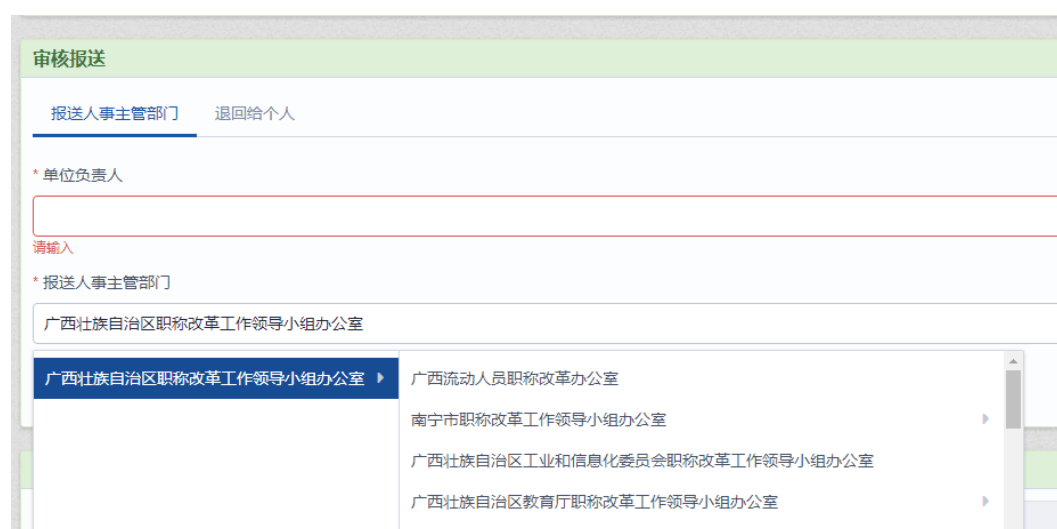 审核报送
报送人事主管部门 退回给个人
* 单位负责人
请输入
* 报送人事主管部门
广西壮族自治区职称改革工作领导小组办公室
广西壮族自治区职称改革工作领导小组办公室 广西流动人员职称改革办公室
南宁市职称改革工作领导小组办公室
广西壮族自治区工业和信息化委员会职称改革工作领导小组办公室
广西壮族自治区教育厅职称改革工作领导小组办公室